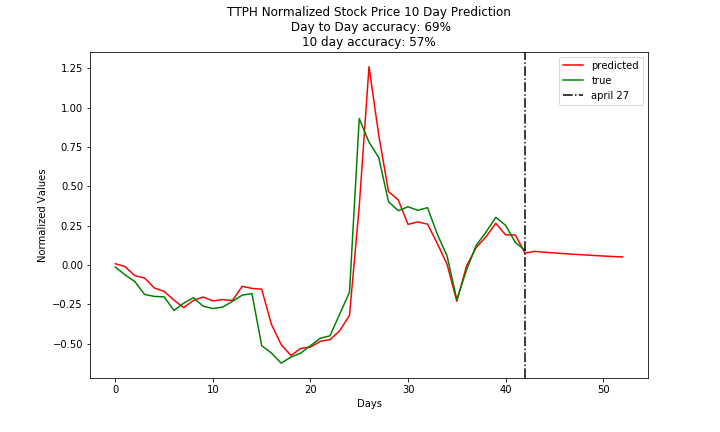 TTPH Normalized Stock Price 10 Day Prediction
Day to Day accuracy: 69%
10 day accuracy: 57%
predicted
true
april 27
Normalized Values
1.25
1.00
0.75
0.50
0.25
0.00
−0.25
−0.50
0 10 20 30 40 50
Days